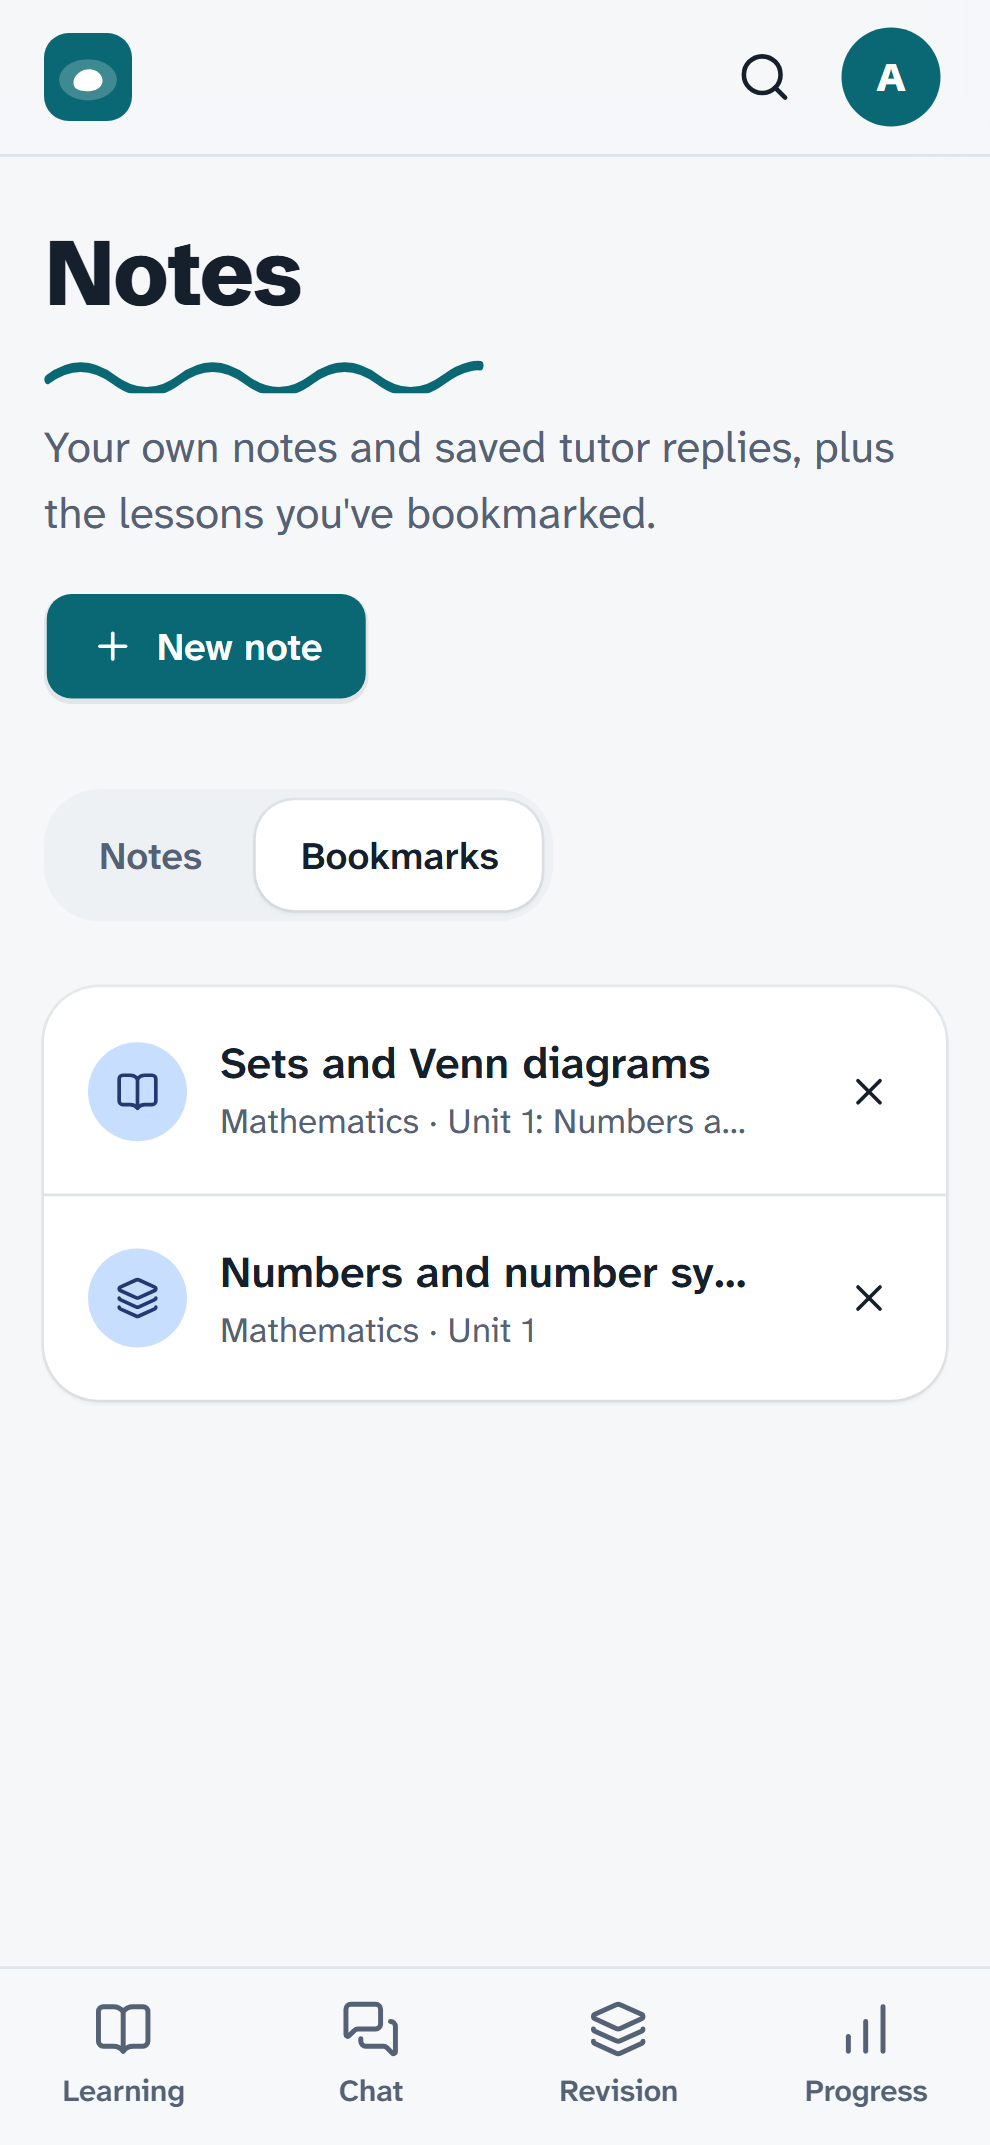 A
Notes
Your own notes and saved tutor replies, plus
the lessons you've bookmarked.
New note
Notes
Bookmarks
Sets and Venn diagrams
Mathematics · Unit 1: Numbers a...
Numbers and number sy...
Mathematics · Unit 1
Learning
Chat
Revision
Progress